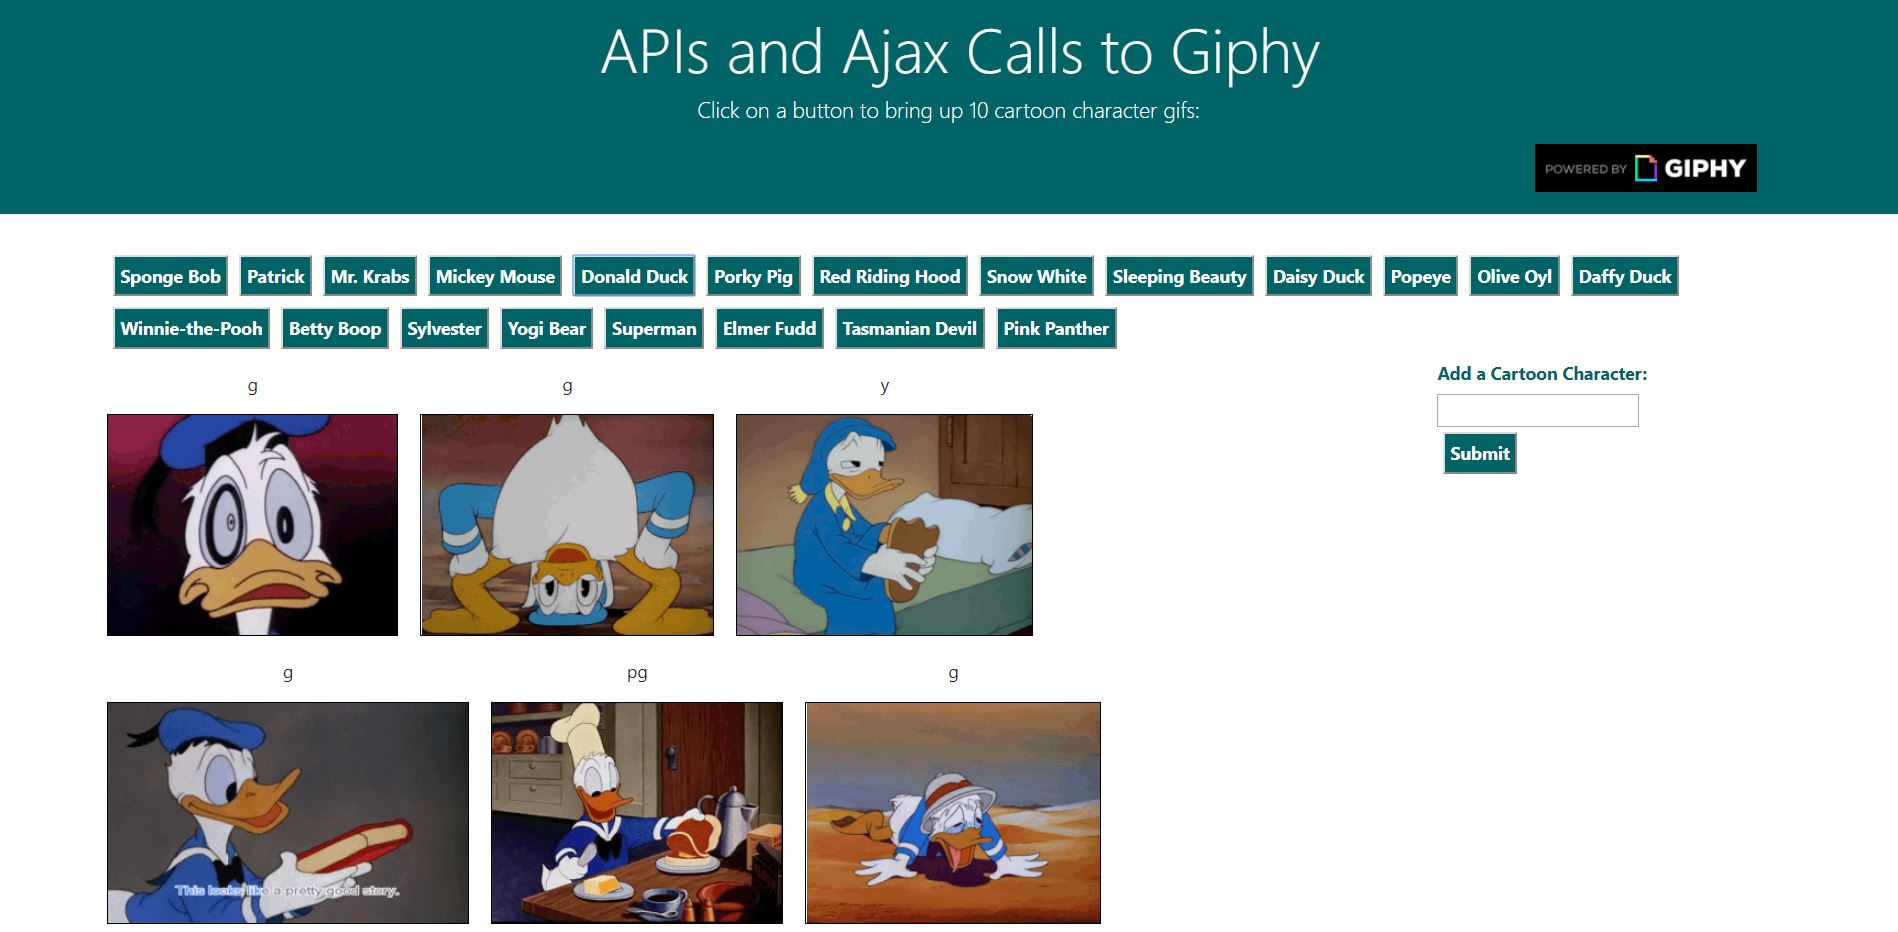 APIs and Ajax Calls to Giphy
Click on a button to bring up 10 cartoon character gifs:
POWERED BY GIPHY
Sponge Bob Patrick Mr. Krabs Mickey Mouse Donald Duck Porky Pig Red Riding Hood Snow White Sleeping Beauty Daisy Duck Popeye Olive Oyl Daffy Duck
Winnie-the-Pooh Betty Boop Sylvester Yogi Bear Superman Elmer Fudd Tasmanian Devil Pink Panther
Add a Cartoon Character:
Submit
g g y
g pg g
This looks like a pretty good story.